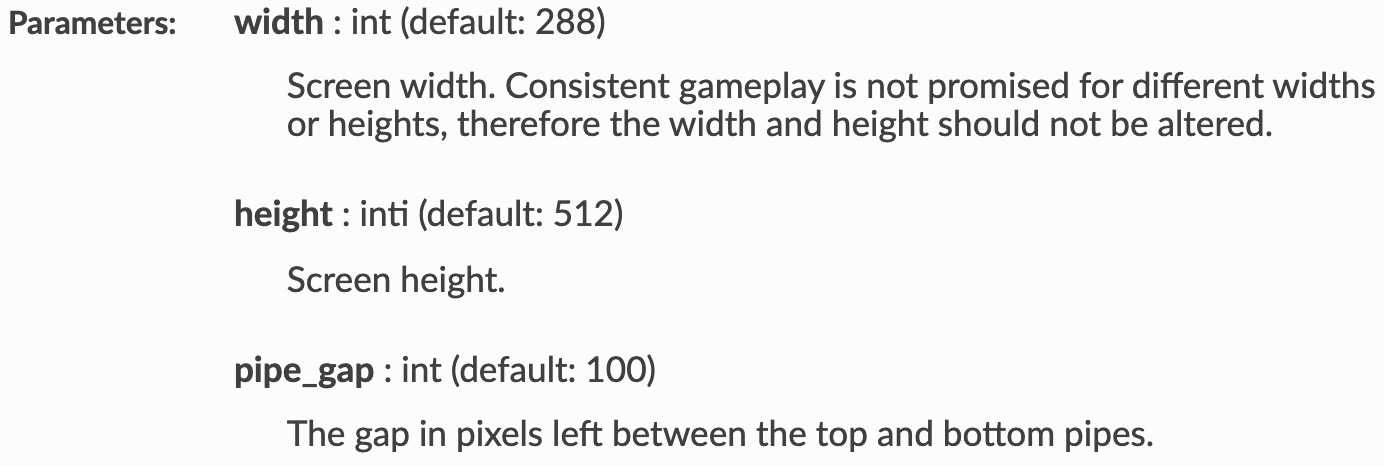 Parameters: width : int (default: 288)
Screen width. Consistent gameplay is not promised for different widths
or heights, therefore the width and height should not be altered.
height : inti (default: 512)
Screen height.
pipe_gap : int (default: 100)
The gap in pixels left between the top and bottom pipes.